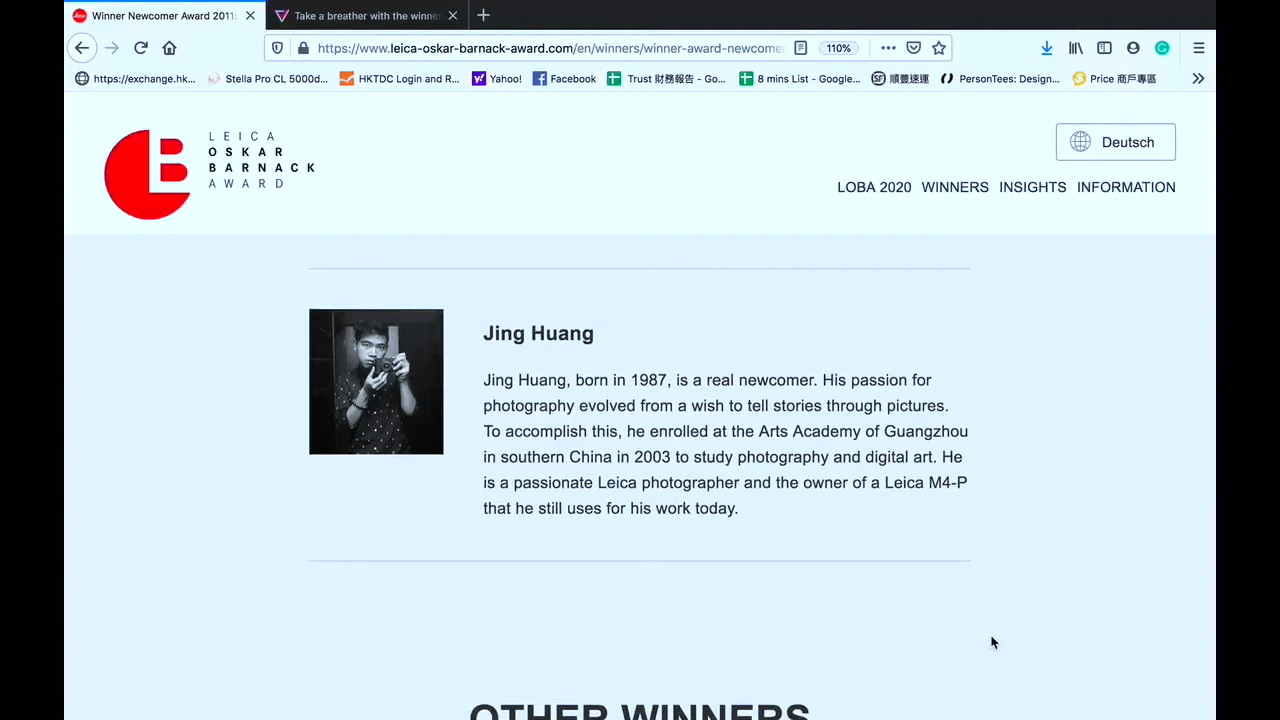 Winner Newcomer Award 2011:
Take a breather with the winne
https://www.leica-oskar-barnack-award.com/en/winners/winner-award-newcome
110%
https://exchange.hk...
Stella Pro CL 5000d...
HKTDC Login and R...
Yahoo!
Facebook
Trust 財務報告 - Go...
8 mins List - Google...
順豐速運
PersonTees: Design...
Price 商戶專區
LEICA
OSKAR
BARNACK
AWARD
Deutsch
LOBA 2020 WINNERS INSIGHTS INFORMATION
Jing Huang
Jing Huang, born in 1987, is a real newcomer. His passion for
photography evolved from a wish to tell stories through pictures.
To accomplish this, he enrolled at the Arts Academy of Guangzhou
in southern China in 2003 to study photography and digital art. He
is a passionate Leica photographer and the owner of a Leica M4-P
that he still uses for his work today.
OTHER WINNERS